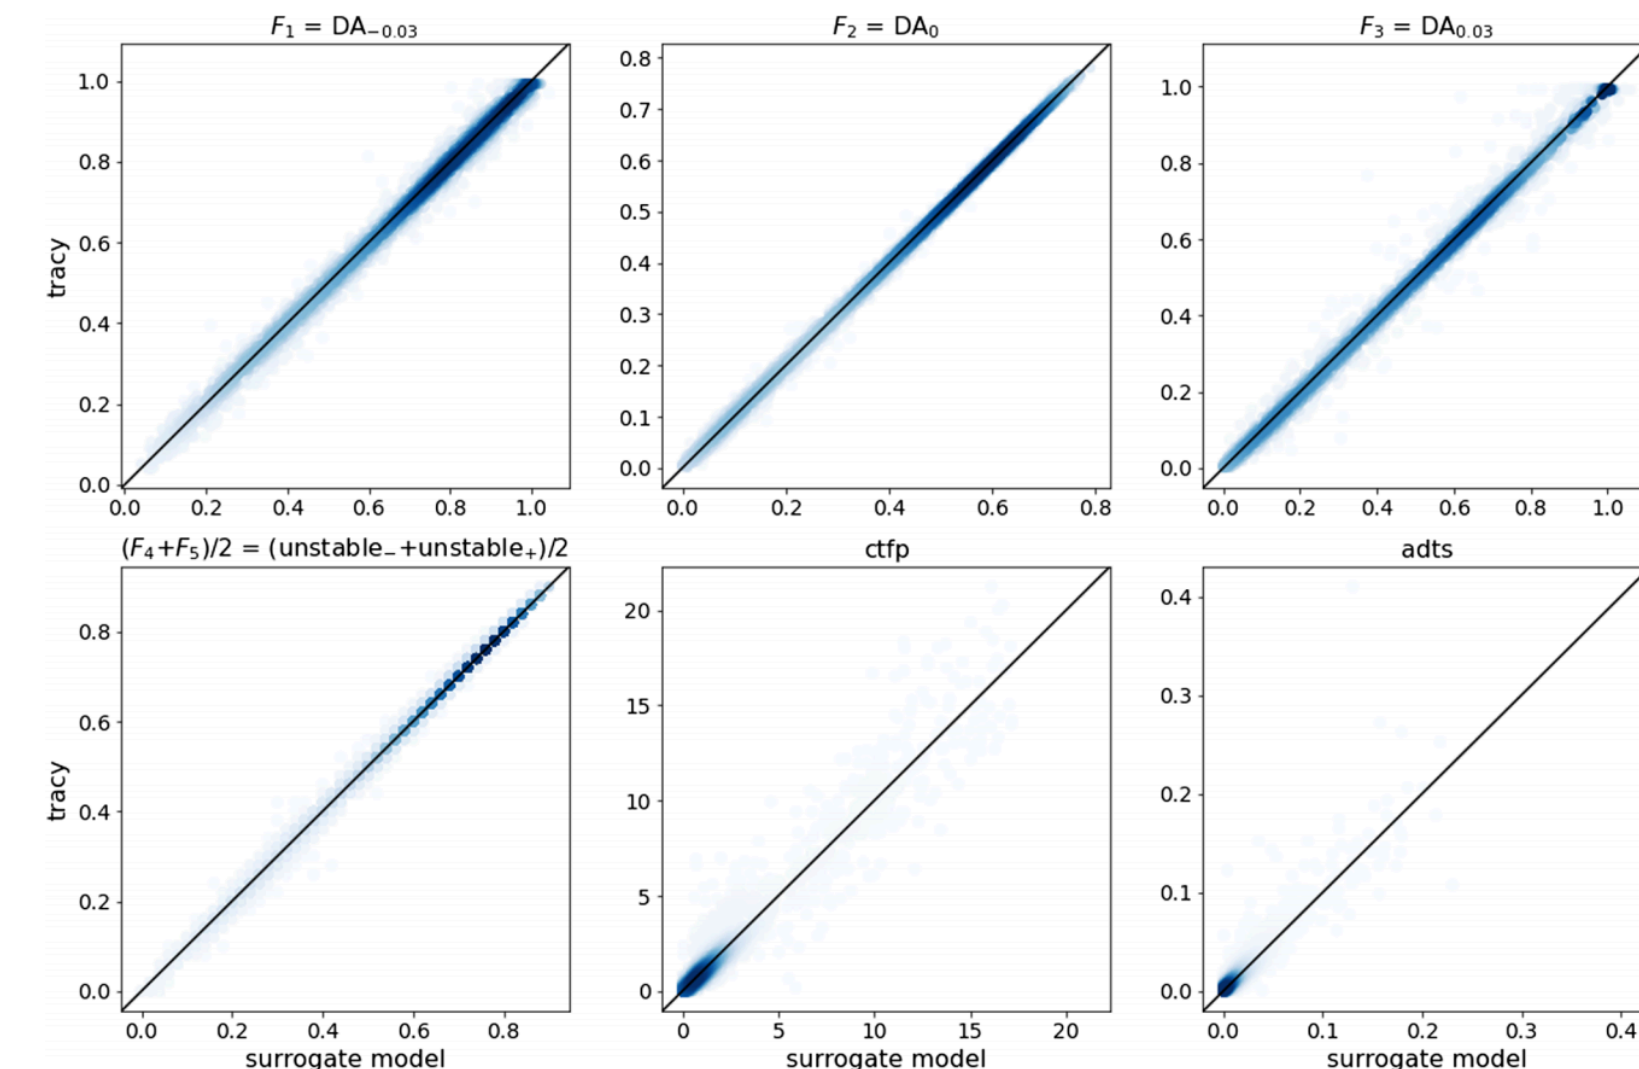 F₁ = DA₋₀.₀₃
F₂ = DA₀
F₃ = DA₀.₀₃
tracy
1.0
0.8
0.6
0.4
0.2
0.0
0.0 0.2 0.4 0.6 0.8 1.0
0.8
0.7
0.6
0.5
0.4
0.3
0.2
0.1
0.0
0.0 0.2 0.4 0.6 0.8
1.0
0.8
0.6
0.4
0.2
0.0
0.0 0.2 0.4 0.6 0.8 1.0
(F₄+F₅)/2 = (unstable₋+unstable₊)/2
ctfp
adts
tracy
0.8
0.6
0.4
0.2
0.0
0.0 0.2 0.4 0.6 0.8
surrogate model
20
15
10
5
0
0 5 10 15 20
surrogate model
0.4
0.3
0.2
0.1
0.0
0.0 0.1 0.2 0.3 0.4
surrogate model